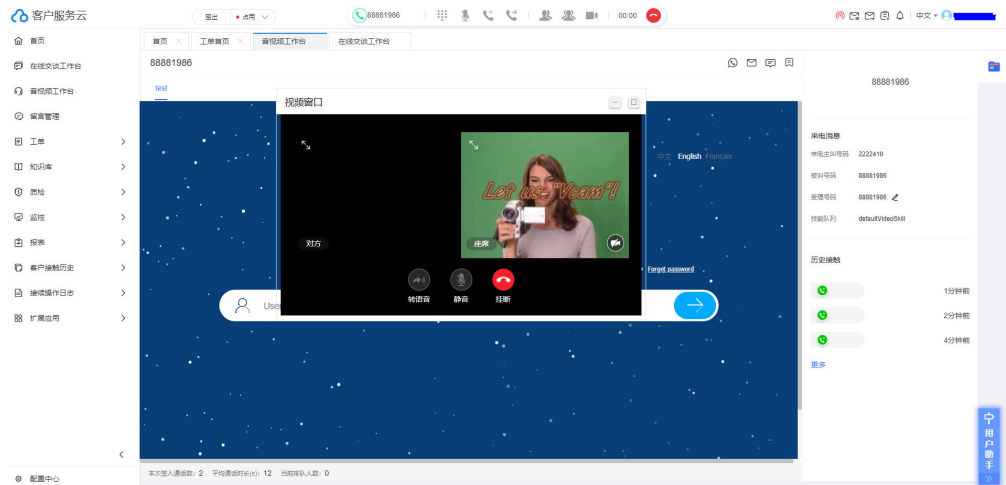 客户服务云
签出
占用
88881986
00:00
中文
首页
工单首页
音视频工作台
在线交谈工作台
首页
在线交谈工作台
音视频工作台
留言管理
工单
知识库
质检
监控
报表
客户接触历史
接续操作日志
扩展应用
配置中心
88881986
test
视频窗口
Let us "Vcam"!
对方
座席
转语音
静音
挂断
中文 English Français
Forget password
User
88881986
来电消息
来电主叫号码 2222410
被叫号码 88881986
受理号码 88881986
技能队列 defaultVideoSkill
历史接触
1分钟前
2分钟前
4分钟前
更多
用户助手
本次签入通话数: 2 平均通话时长(s): 12 当前排队人数: 0